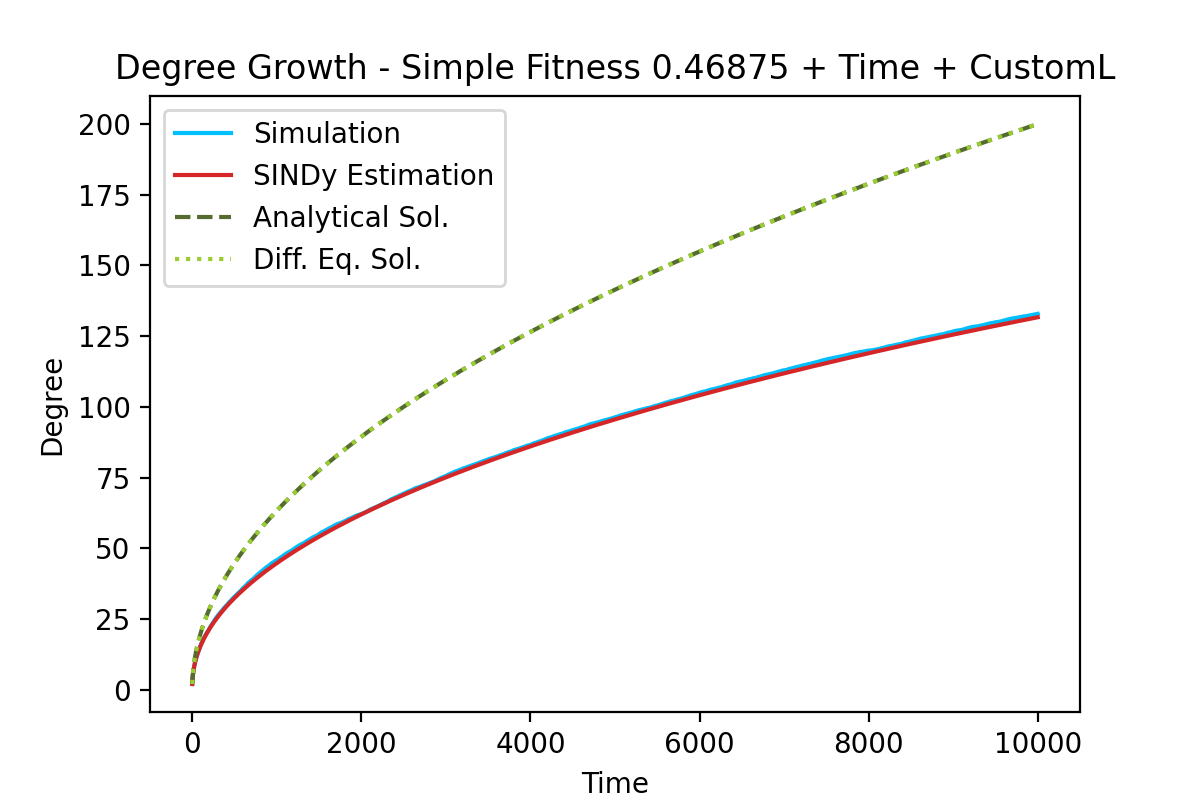 Degree Growth - Simple Fitness 0.46875 + Time + CustomL
Simulation
SINDy Estimation
Analytical Sol.
Diff. Eq. Sol.
200
175
150
125
100
75
50
25
0
Degree
0 2000 4000 6000 8000 10000
Time